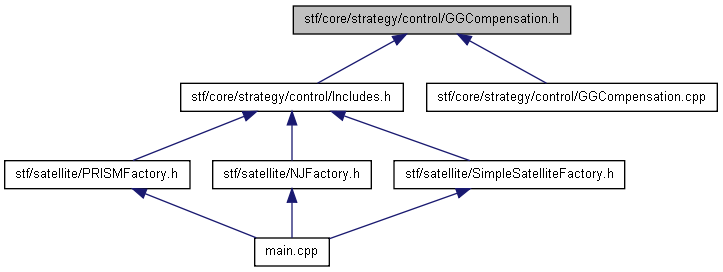 stf/core/strategy/control/GGCompensation.h
stf/core/strategy/control/Includes.h
stf/core/strategy/control/GGCompensation.cpp
stf/satellite/PRISMFactory.h
stf/satellite/NJFactory.h
stf/satellite/SimpleSatelliteFactory.h
main.cpp